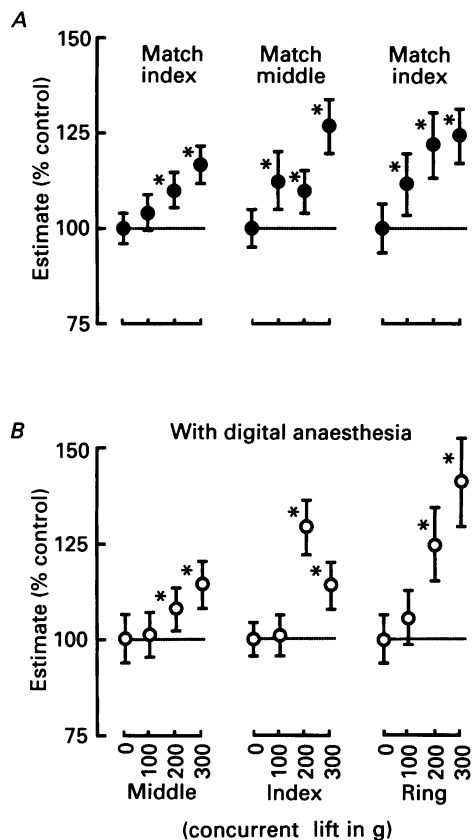 A
150
125
100
75
Estimate (% control)
Match
index
Match
middle
Match
index
*
*
*
*
*
*
*
*
B
With digital anaesthesia
150
125
100
75
Estimate (% control)
*
*
*
*
*
*
0 100 200 300 0 100 200 300 0 100 200 300
Middle Index Ring
(concurrent lift in g)